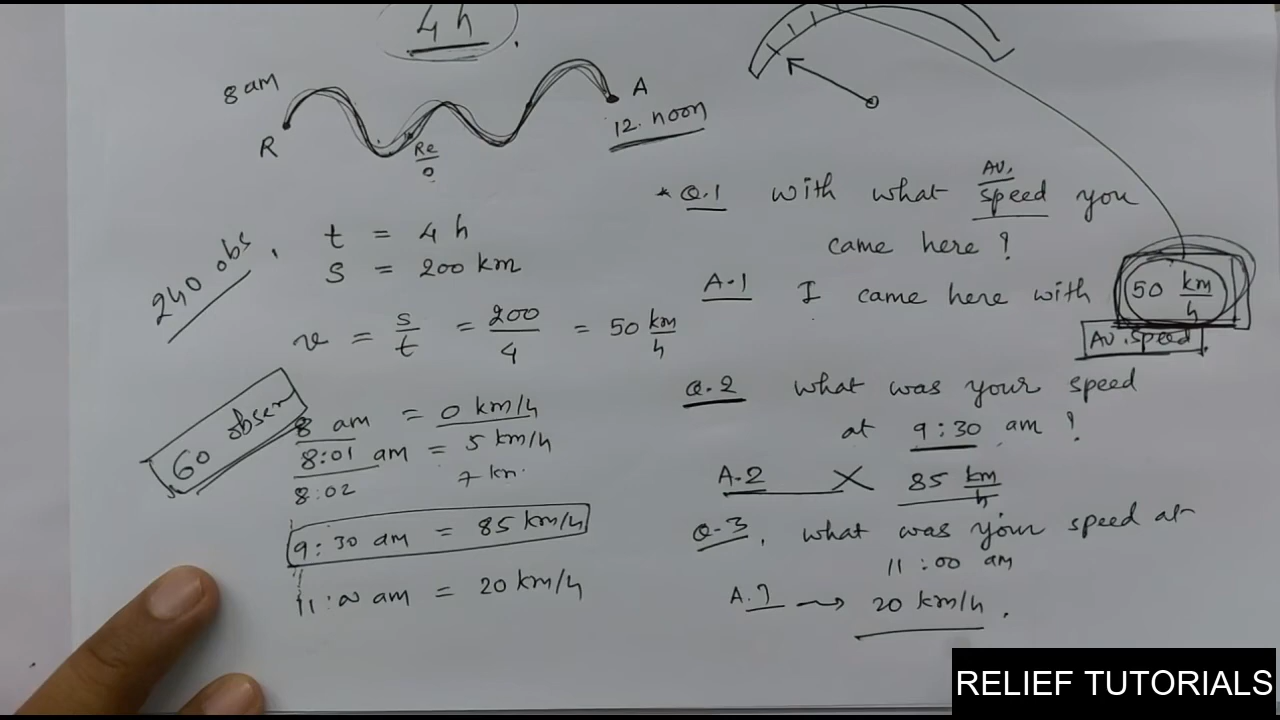 4 h
8 am
R
Re
0
A
12. noon
240 obs
t = 4 h
S = 200 km
v = s/t = 200/4 = 50 km/h
60 obser
8 am = 0 km/h
8:01 am = 5 km/h
8:02 7 km
9:30 am = 85 km/h
11:00 am = 20 km/h
* Q.1 with what Av. speed you
came here ?
A.1 I came here with 50 km/h
Av. speed
Q.2 what was your speed
at 9:30 am ?
A.2 X 85 km/h
Q.3. what was your speed at
11:00 am
A.3 → 20 km/h.
RELIEF TUTORIALS